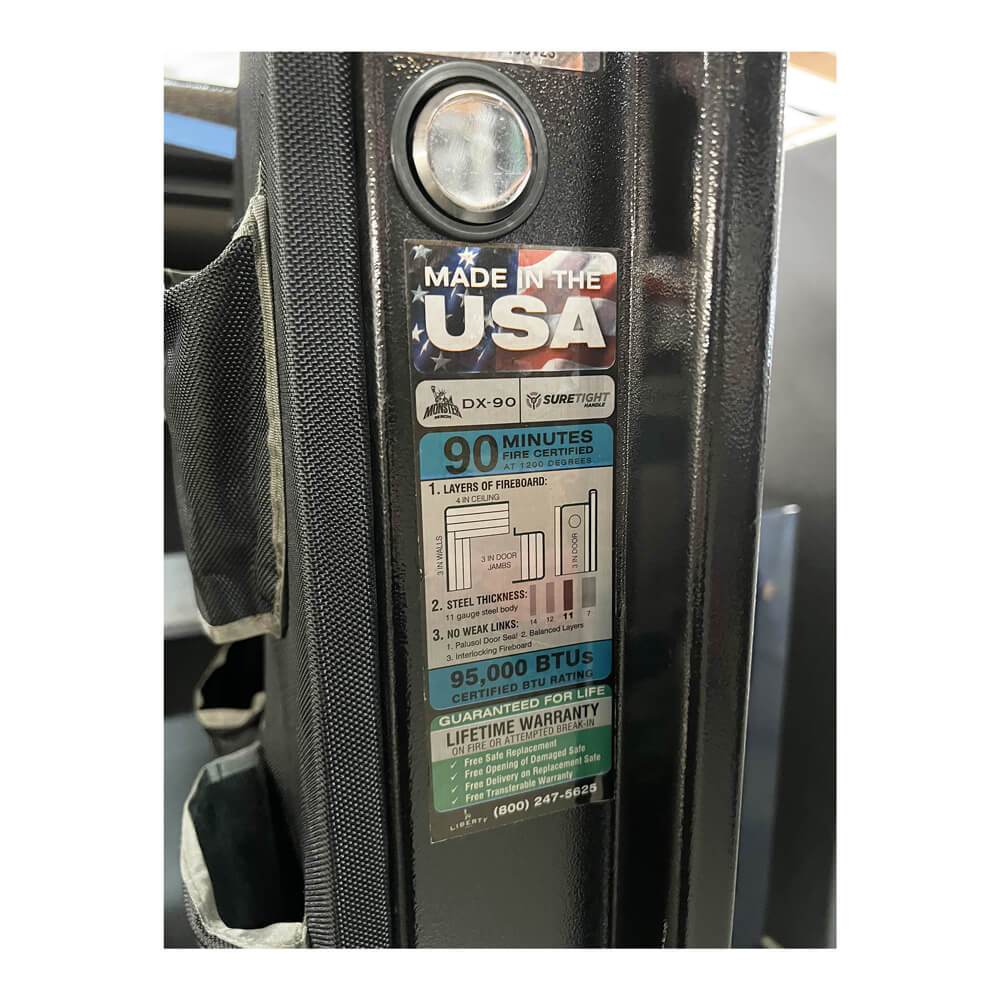 MADE IN THE
USA
MONSTER
DX-90
SURETIGHT
HANDLE
90 MINUTES
FIRE CERTIFIED
AT 1200 DEGREES
1. LAYERS OF FIREBOARD:
4 IN CEILING
3 IN WALLS
3 IN DOOR
JAMBS
3 IN DOOR
2. STEEL THICKNESS:
11 gauge steel body
14 12 11 7
3. NO WEAK LINKS:
1. Palusol Door Seal 2. Balanced Layers
3. Interlocking Fireboard
95,000 BTUs
CERTIFIED BTU RATING
GUARANTEED FOR LIFE
LIFETIME WARRANTY
ON FIRE OR ATTEMPTED BREAK-IN
✓ Free Safe Replacement
✓ Free Opening of Damaged Safe
✓ Free Delivery on Replacement Safe
✓ Free Transferable Warranty
LIBERTY (800) 247-5625